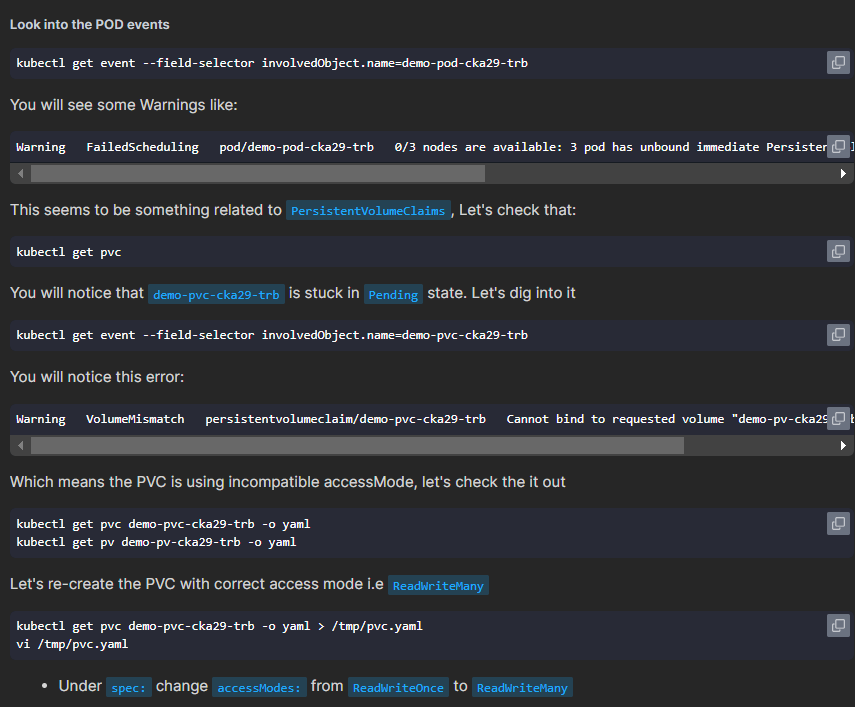 Look into the POD events
kubectl get event --field-selector involvedObject.name=demo-pod-cka29-trb
You will see some Warnings like:
Warning   FailedScheduling   pod/demo-pod-cka29-trb   0/3 nodes are available: 3 pod has unbound immediate
This seems to be something related to PersistentVolumeClaims , Let's check that:
kubectl get pvc
You will notice that demo-pvc-cka29-trb is stuck in Pending state. Let's dig into it
kubectl get event --field-selector involvedObject.name=demo-pvc-cka29-trb
You will notice this error:
Warning   VolumeMismatch   persistentvolumeclaim/demo-pvc-cka29-trb   Cannot bind to requested volume
Which means the PVC is using incompatible accessMode, let's check the it out
kubectl get pvc demo-pvc-cka29-trb -o yaml
kubectl get pv demo-pv-cka29-trb -o yaml
Let's re-create the PVC with correct access mode i.e ReadWriteMany
kubectl get pvc demo-pvc-cka29-trb -o yaml > /tmp/pvc.yaml
vi /tmp/pvc.yaml
• Under spec: change accessModes: from ReadWriteOnce to ReadWriteMany